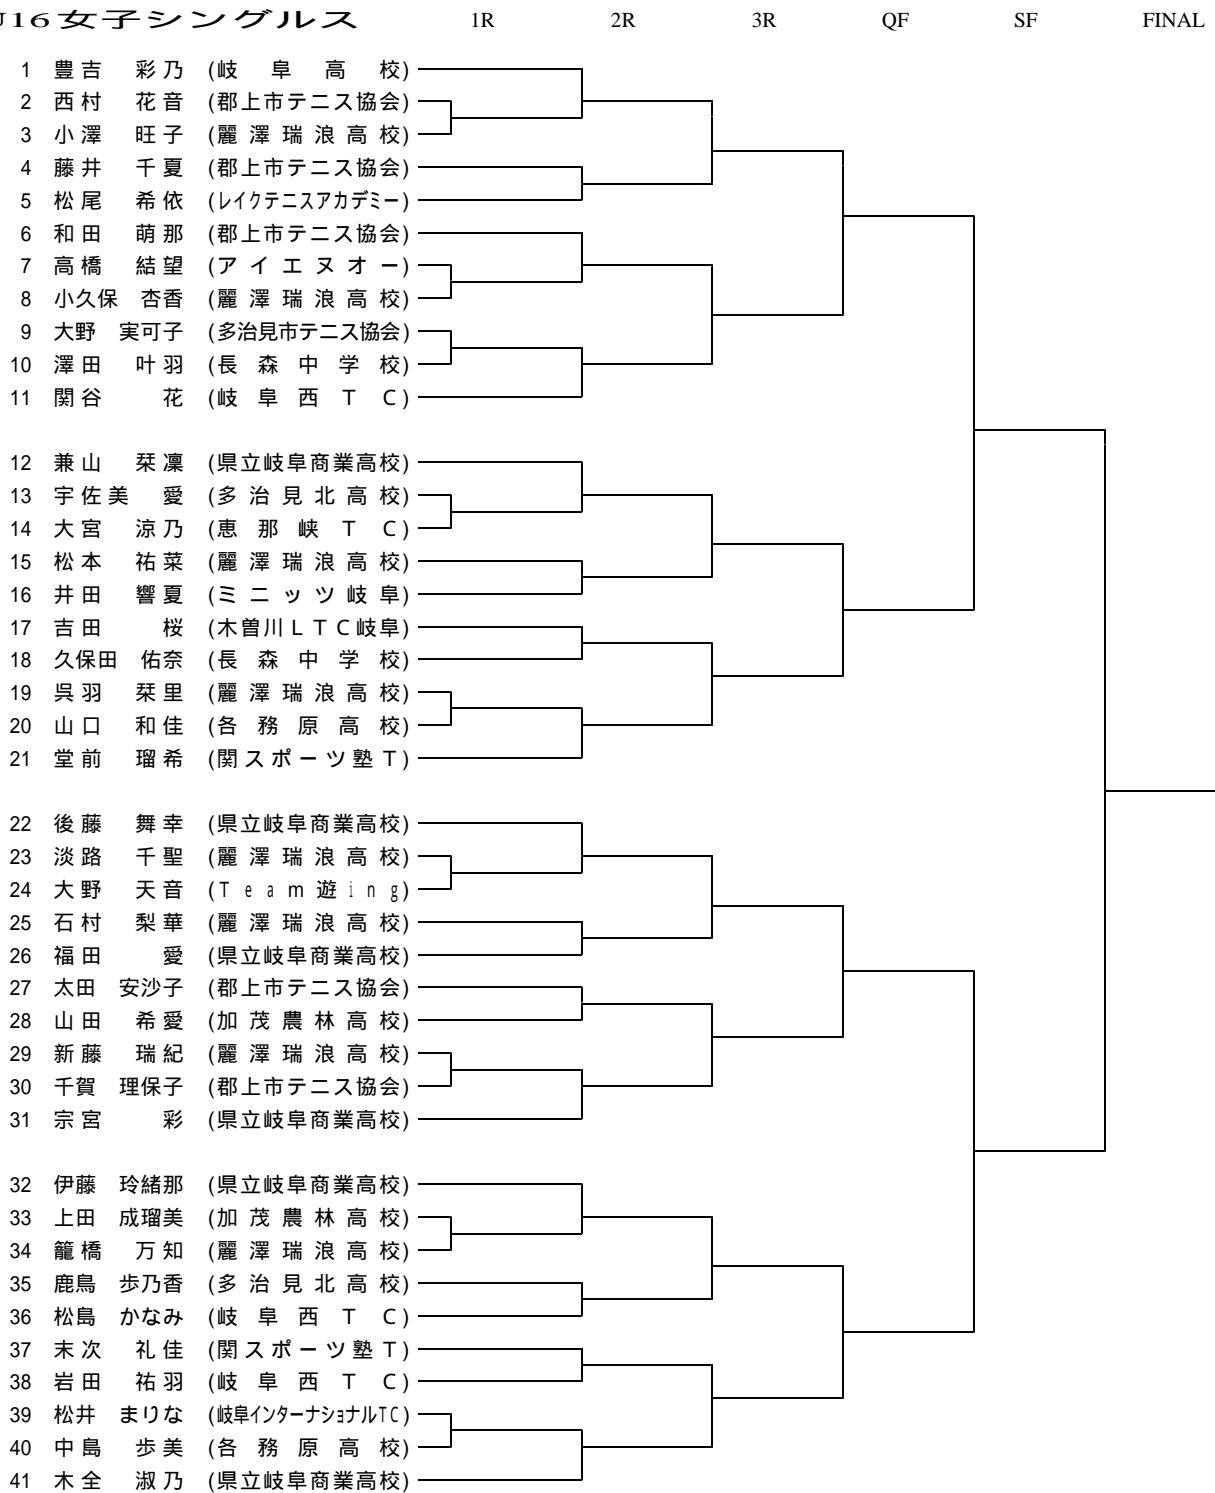 U16女子シングルス 1R 2R 3R QF SF FINAL
1 豊吉 彩乃 (岐阜高校)
2 西村 花音 (郡上市テニス協会)
3 小澤 旺子 (麗澤瑞浪高校)
4 藤井 千夏 (郡上市テニス協会)
5 松尾 希依 (レイクテニスアカデミー)
6 和田 萌那 (郡上市テニス協会)
7 高橋 結望 (アイエヌオー)
8 小久保 杏香 (麗澤瑞浪高校)
9 大野 実可子 (多治見市テニス協会)
10 澤田 叶羽 (長森中学校)
11 関谷 花 (岐阜西TC)
12 兼山 栞凜 (県立岐阜商業高校)
13 宇佐美 愛 (多治見北高校)
14 大宮 涼乃 (恵那峡TC)
15 松本 祐菜 (麗澤瑞浪高校)
16 井田 響夏 (ミニッツ岐阜)
17 吉田 桜 (木曽川LTC岐阜)
18 久保田 佑奈 (長森中学校)
19 呉羽 栞里 (麗澤瑞浪高校)
20 山口 和佳 (各務原高校)
21 堂前 瑠希 (関スポーツ塾T)
22 後藤 舞幸 (県立岐阜商業高校)
23 淡路 千聖 (麗澤瑞浪高校)
24 大野 天音 (Team遊ing)
25 石村 梨華 (麗澤瑞浪高校)
26 福田 愛 (県立岐阜商業高校)
27 太田 安沙子 (郡上市テニス協会)
28 山田 希愛 (加茂農林高校)
29 新藤 瑞紀 (麗澤瑞浪高校)
30 千賀 理保子 (郡上市テニス協会)
31 宗宮 彩 (県立岐阜商業高校)
32 伊藤 玲緒那 (県立岐阜商業高校)
33 上田 成瑠美 (加茂農林高校)
34 籠橋 万知 (麗澤瑞浪高校)
35 鹿島 歩乃香 (多治見北高校)
36 松島 かなみ (岐阜西TC)
37 末次 礼佳 (関スポーツ塾T)
38 岩田 祐羽 (岐阜西TC)
39 松井 まりな (岐阜インターナショナルTC)
40 中島 歩美 (各務原高校)
41 木全 淑乃 (県立岐阜商業高校)